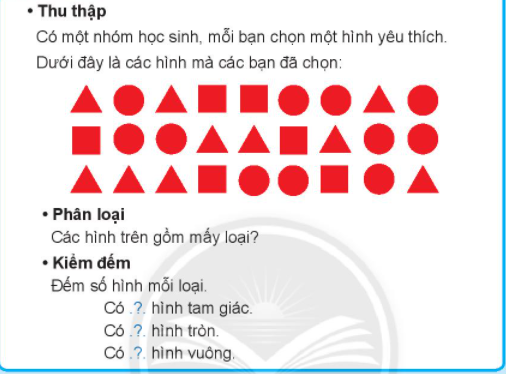 • Thu thập
Có một nhóm học sinh, mỗi bạn chọn một hình yêu thích.
Dưới đây là các hình mà các bạn đã chọn:
• Phân loại
Các hình trên gồm mấy loại?
• Kiểm đếm
Đếm số hình mỗi loại.
Có .?. hình tam giác.
Có .?. hình tròn.
Có .?. hình vuông.